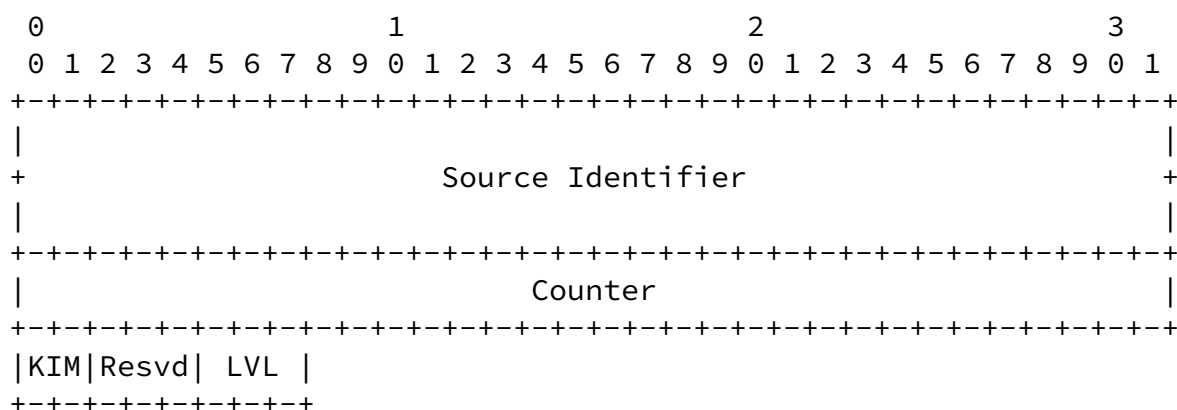 0                   1                   2                   3
 0 1 2 3 4 5 6 7 8 9 0 1 2 3 4 5 6 7 8 9 0 1 2 3 4 5 6 7 8 9 0 1
+-+-+-+-+-+-+-+-+-+-+-+-+-+-+-+-+-+-+-+-+-+-+-+-+-+-+-+-+-+-+-+-+
|                                                               |
+                       Source Identifier                       +
|                                                               |
+-+-+-+-+-+-+-+-+-+-+-+-+-+-+-+-+-+-+-+-+-+-+-+-+-+-+-+-+-+-+-+-+
|                            Counter                            |
+-+-+-+-+-+-+-+-+-+-+-+-+-+-+-+-+-+-+-+-+-+-+-+-+-+-+-+-+-+-+-+-+
|KIM|Resvd| LVL |
+-+-+-+-+-+-+-+-+